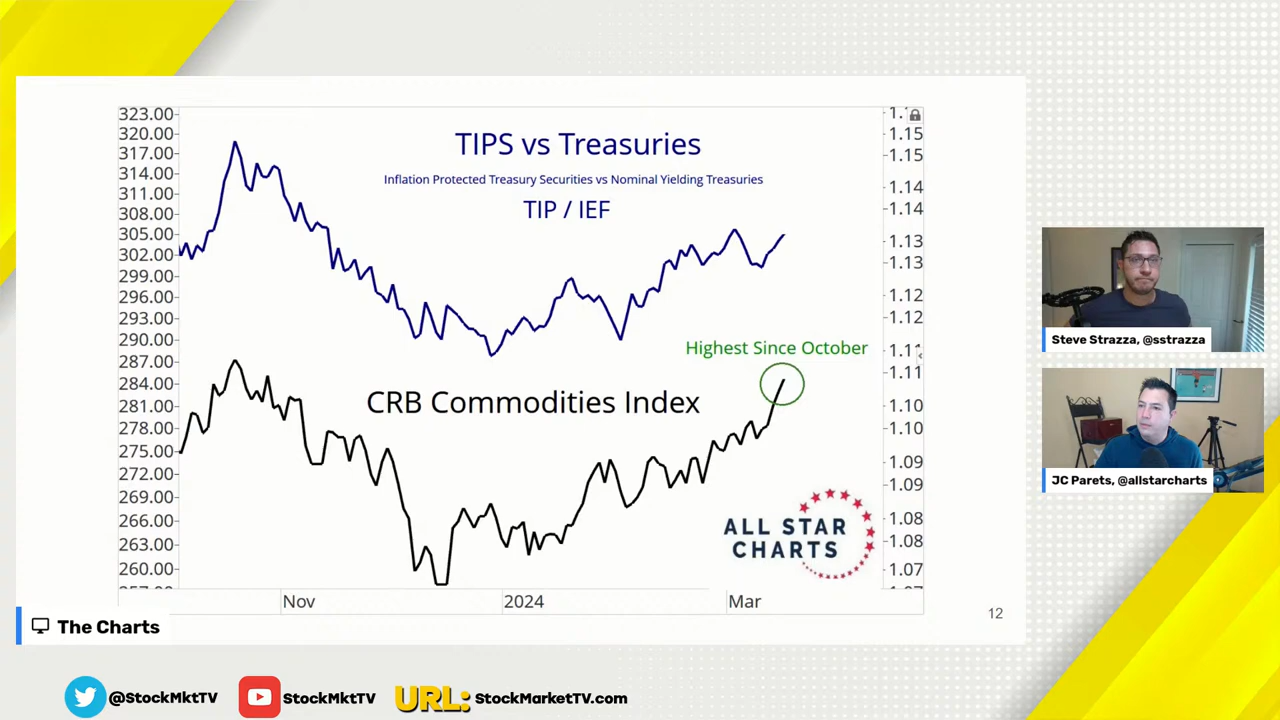 323.00
320.00
317.00
314.00
311.00
308.00
305.00
302.00
299.00
296.00
293.00
290.00
287.00
284.00
281.00
278.00
275.00
272.00
269.00
266.00
263.00
260.00
TIPS vs Treasuries
Inflation Protected Treasury Securities vs Nominal Yielding Treasuries
TIP / IEF
Highest Since October
CRB Commodities Index
ALL STAR
CHARTS
1.15
1.15
1.14
1.14
1.13
1.13
1.12
1.12
1.11
1.11
1.10
1.10
1.09
1.09
1.08
1.08
1.07
Nov
2024
Mar
12
The Charts
Steve Strazza, @sstrazza
JC Parets, @allstarcharts
@StockMktTV
StockMktTV
URL: StockMarketTV.com